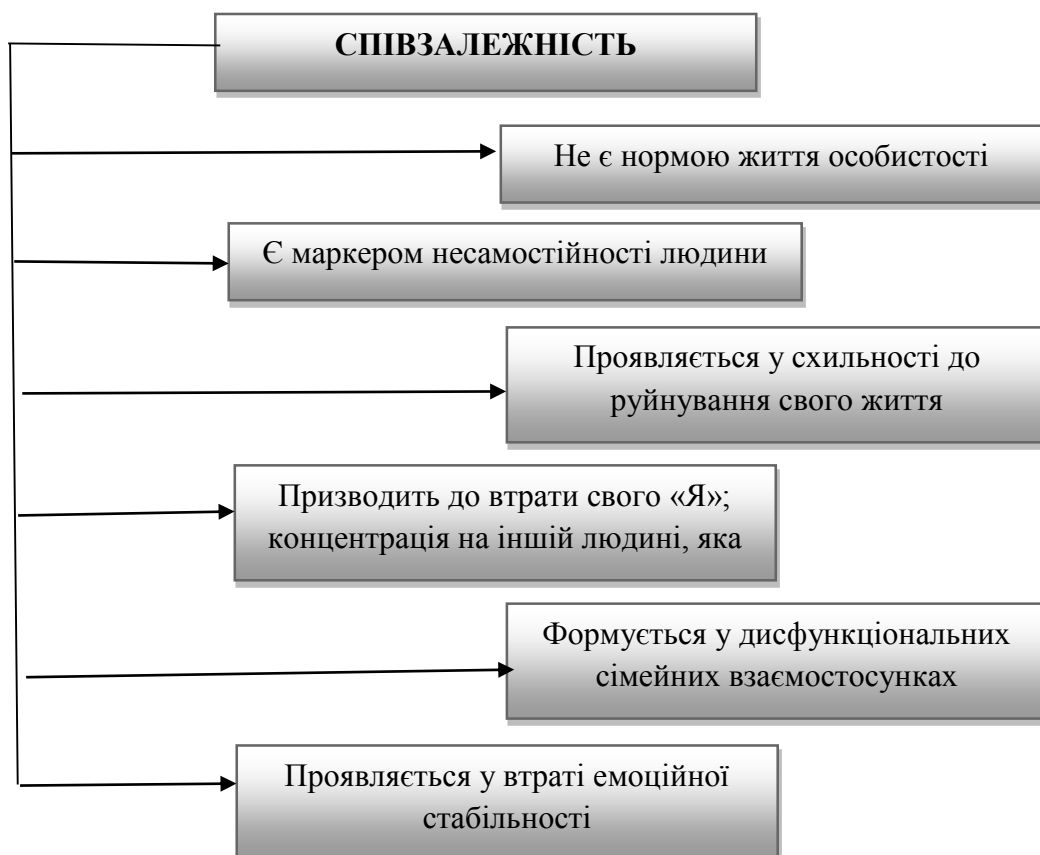 СПІВЗАЛЕЖНІСТЬ
Не є нормою життя особистості
Є маркером несамостійності людини
Проявляється у схильності до
руйнування свого життя
Призводить до втрати свого «Я»;
концентрація на іншій людині, яка
Формується у дисфункціональних
сімейних взаємостосунках
Проявляється у втраті емоційної
стабільності